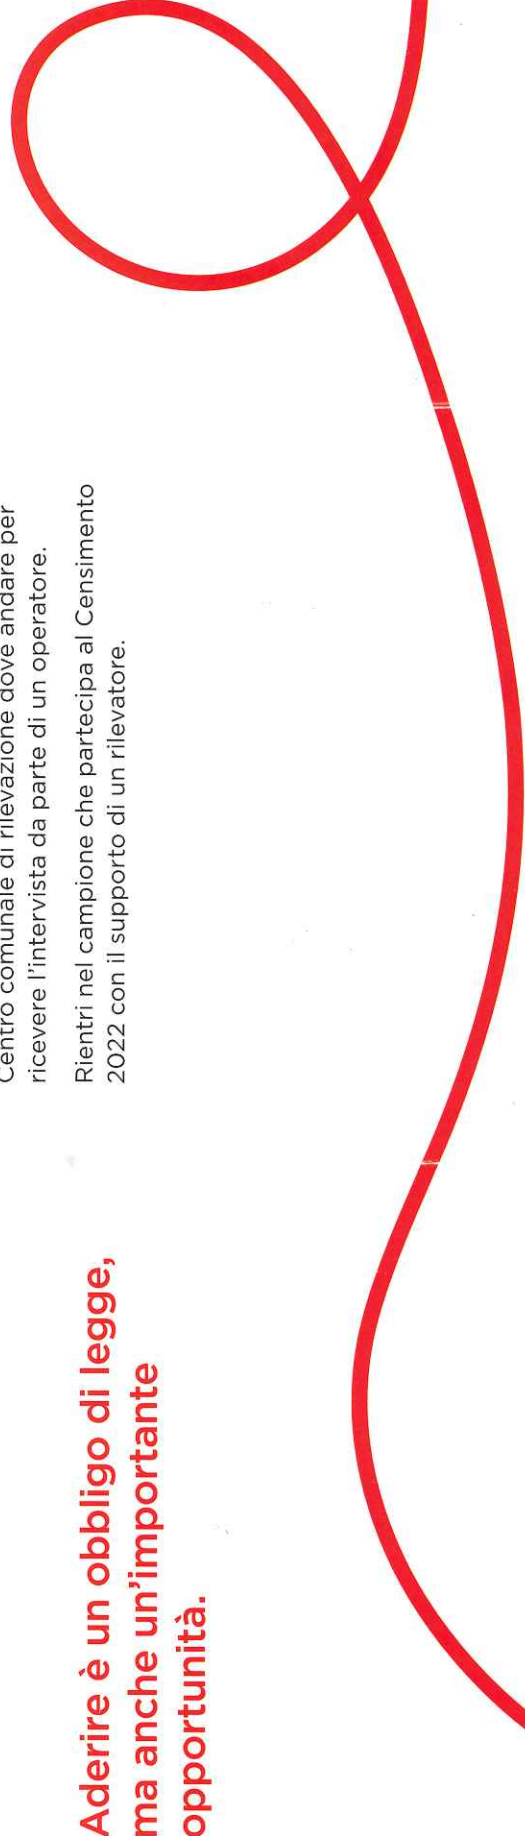 Aderire è un obbligo di legge,
ma anche un'importante
opportunità.
Centro comunale di rilevazione dove andare per
ricevere l'intervista da parte di un operatore.
Rientri nel campione che partecipa al Censimento
2022 con il supporto di un rilevatore.